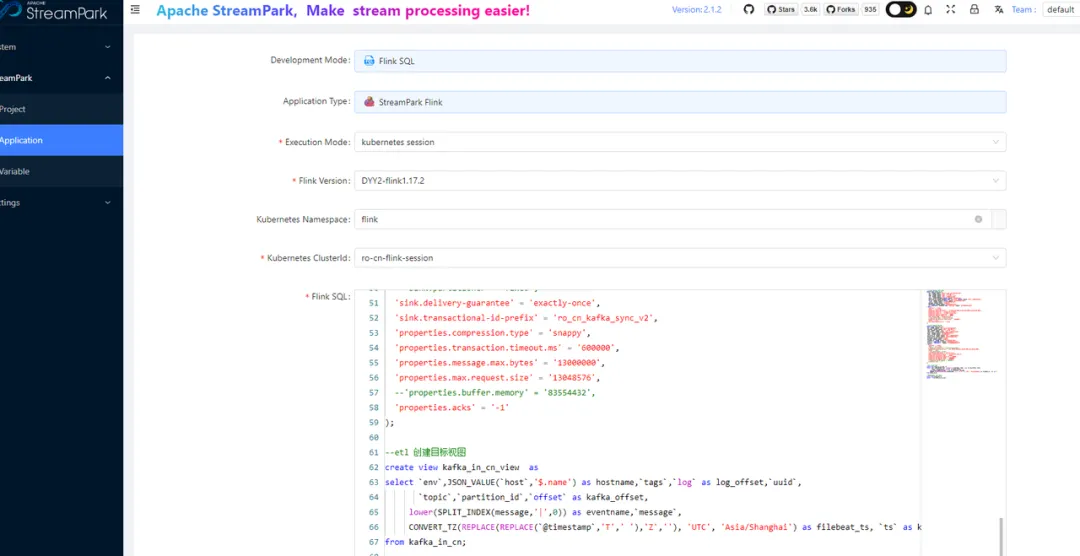 APACHE
StreamPark
Apache StreamPark, Make stream processing easier!
Version: 2.1.2
Stars 3.6k
Forks 935
Team :
default
stem
eamPark
Project
Application
Variable
ttings
Development Mode:
Flink SQL
Application Type:
StreamPark Flink
* Execution Mode:
kubernetes session
* Flink Version:
DYY2-flink1.17.2
Kubernetes Namespace:
flink
* Kubernetes ClusterId:
ro-cn-flink-session
* Flink SQL:
51 'sink.delivery-guarantee' = 'exactly-once',
52 'sink.transactional-id-prefix' = 'ro_cn_kafka_sync_v2',
53 'properties.compression.type' = 'snappy',
54 'properties.transaction.timeout.ms' = '600000',
55 'properties.message.max.bytes' = '13000000',
56 'properties.max.request.size' = '13048576',
57 --'properties.buffer.memory' = '83554432',
58 'properties.acks' = '-1'
59 );
60
61 --etl 创建目标视图
62 create view kafka_in_cn_view as
63 select `env`,JSON_VALUE(`host`,'$.name') as hostname,`tags`,`log` as log_offset,`uuid`,
64 `topic`,`partition_id`,`offset` as kafka_offset,
65 lower(SPLIT_INDEX(message,'|',0)) as eventname,`message`,
66 CONVERT_TZ(REPLACE(REPLACE(`@timestamp`,'T',' '),'Z',''), 'UTC', 'Asia/Shanghai') as filebeat_ts, `ts` as k
67 from kafka_in_cn;